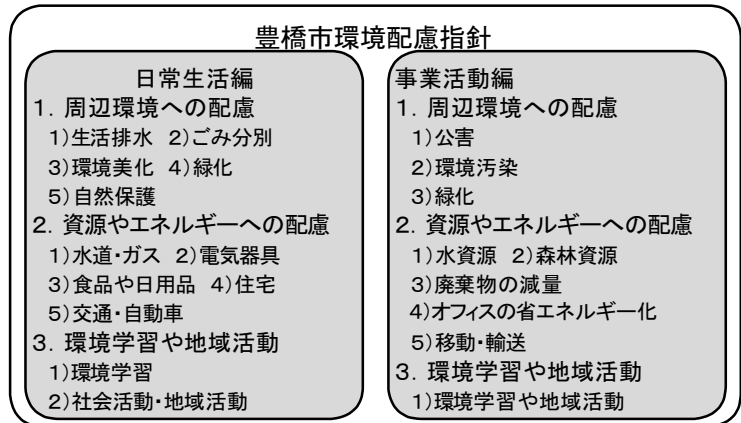 豊橋市環境配慮指針
日常生活編
1. 周辺環境への配慮
1)生活排水 2)ごみ分別
3)環境美化 4)緑化
5)自然保護
2. 資源やエネルギーへの配慮
1)水道・ガス 2)電気器具
3)食品や日用品 4)住宅
5)交通・自動車
3. 環境学習や地域活動
1)環境学習
2)社会活動・地域活動
事業活動編
1. 周辺環境への配慮
1)公害
2)環境汚染
3)緑化
2. 資源やエネルギーへの配慮
1)水資源 2)森林資源
3)廃棄物の減量
4)オフィスの省エネルギー化
5)移動・輸送
3. 環境学習や地域活動
1)環境学習や地域活動